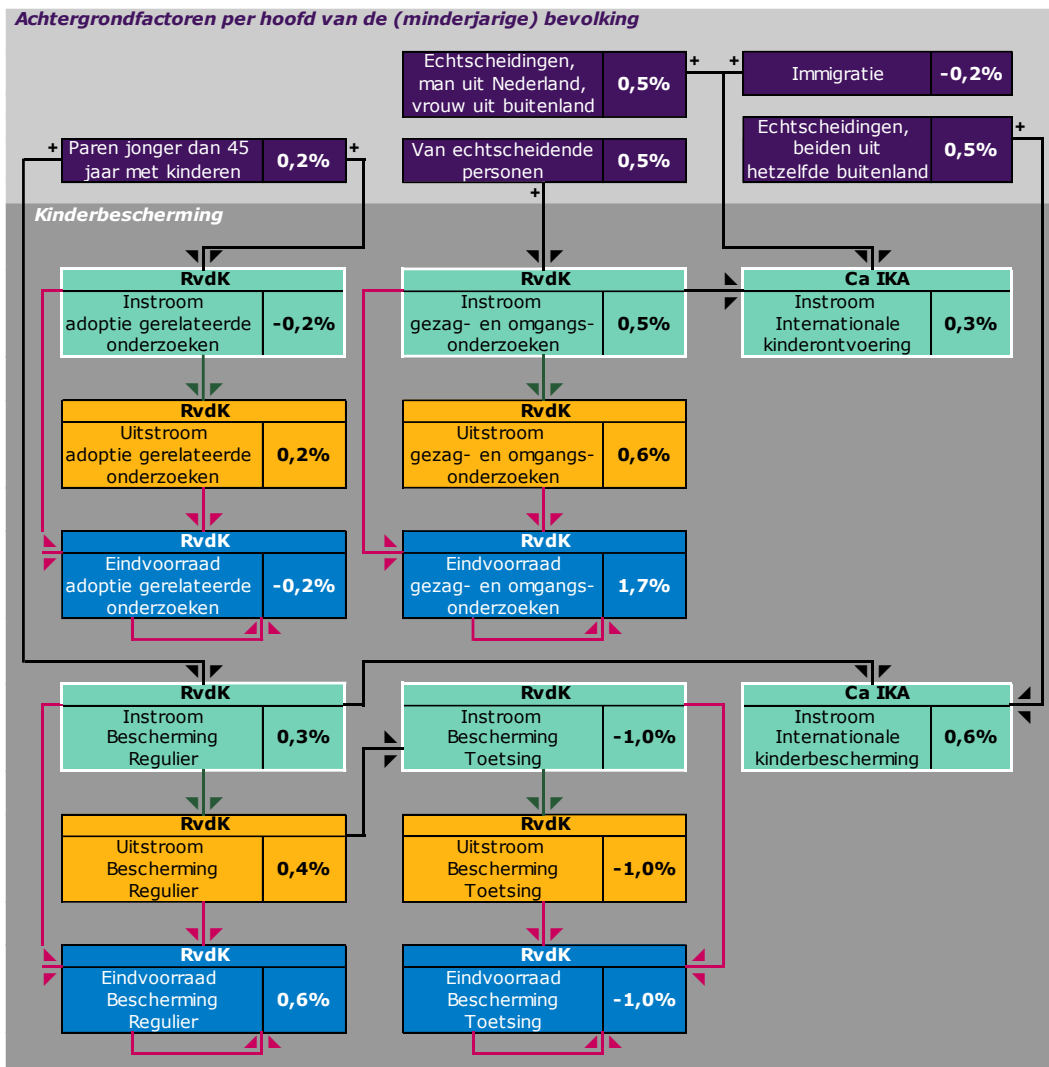 Achtergrondfactoren per hoofd van de (minderjarige) bevolking
Echtscheidingen,
man uit Nederland,
vrouw uit buitenland
0,5%
+
+
Immigratie
-0,2%
+
Paren jonger dan 45
jaar met kinderen
0,2%
+
Van echtscheidende
personen
0,5%
+
Echtscheidingen,
beiden uit
hetzelfde buitenland
0,5%
+
Kinderbescherming
RvdK
Instroom
adoptie gerelateerde
onderzoeken
-0,2%
RvdK
Instroom
gezag- en omgangs-
onderzoeken
0,5%
Ca IKA
Instroom
Internationale
kinderontvoering
0,3%
RvdK
Uitstroom
adoptie gerelateerde
onderzoeken
0,2%
RvdK
Uitstroom
gezag- en omgangs-
onderzoeken
0,6%
RvdK
Eindvoorraad
adoptie gerelateerde
onderzoeken
-0,2%
RvdK
Eindvoorraad
gezag- en omgangs-
onderzoeken
1,7%
RvdK
Instroom
Bescherming
Regulier
0,3%
RvdK
Instroom
Bescherming
Toetsing
-1,0%
Ca IKA
Instroom
Internationale
kinderbescherming
0,6%
RvdK
Uitstroom
Bescherming
Regulier
0,4%
RvdK
Uitstroom
Bescherming
Toetsing
-1,0%
RvdK
Eindvoorraad
Bescherming
Regulier
0,6%
RvdK
Eindvoorraad
Bescherming
Toetsing
-1,0%